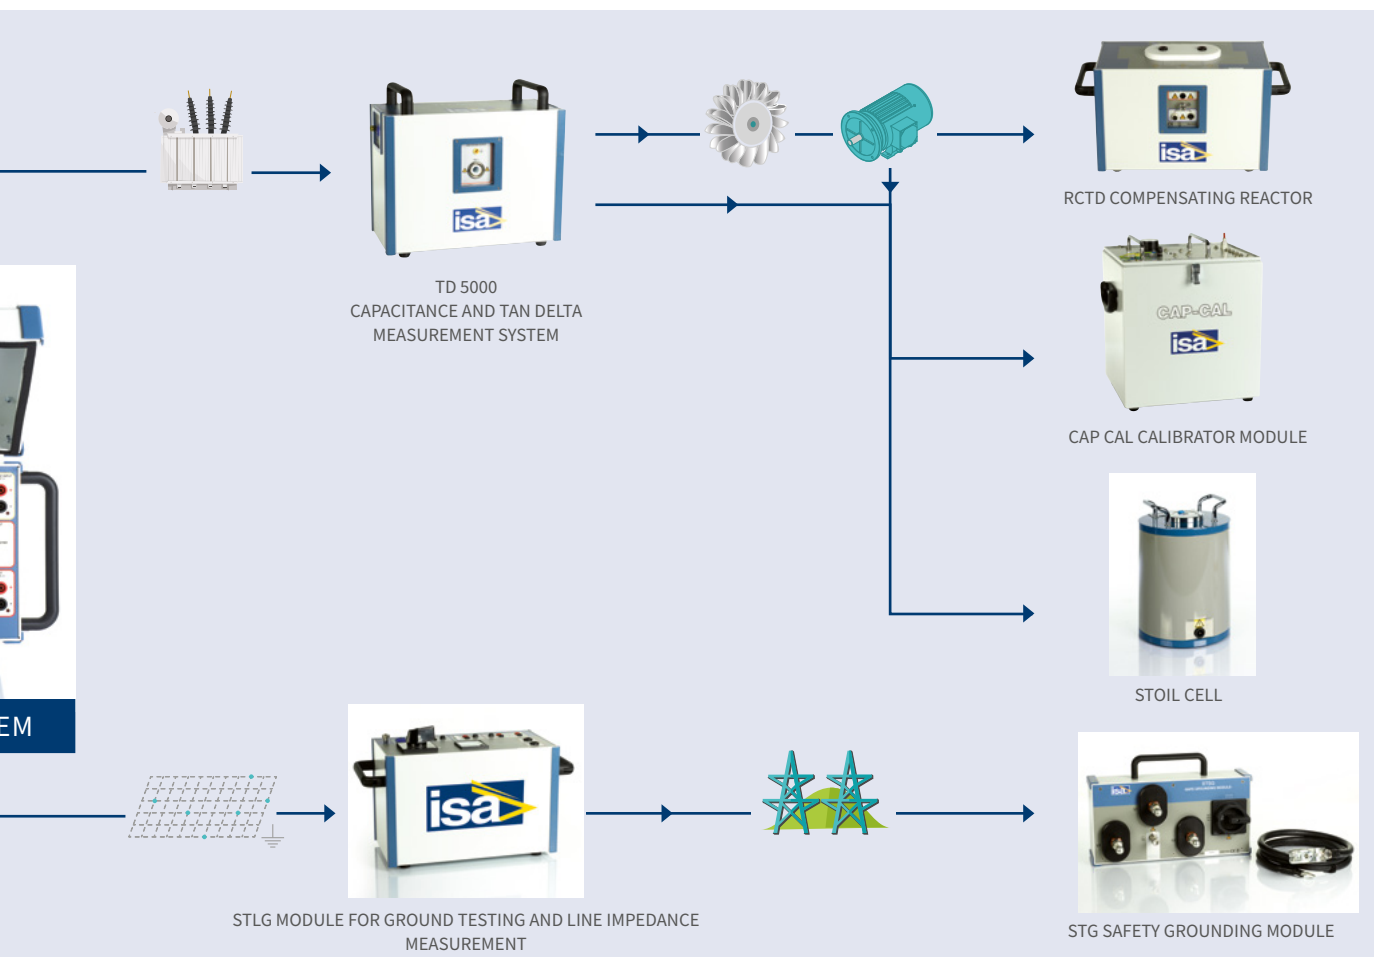 isa
isa
RCTD COMPENSATING REACTOR
TD 5000
CAPACITANCE AND TAN DELTA
MEASUREMENT SYSTEM
CAP-CAL
isa
CAP CAL CALIBRATOR MODULE
STOIL CELL
EM
isa
isa
STLG MODULE FOR GROUND TESTING AND LINE IMPEDANCE
MEASUREMENT
STG SAFETY GROUNDING MODULE